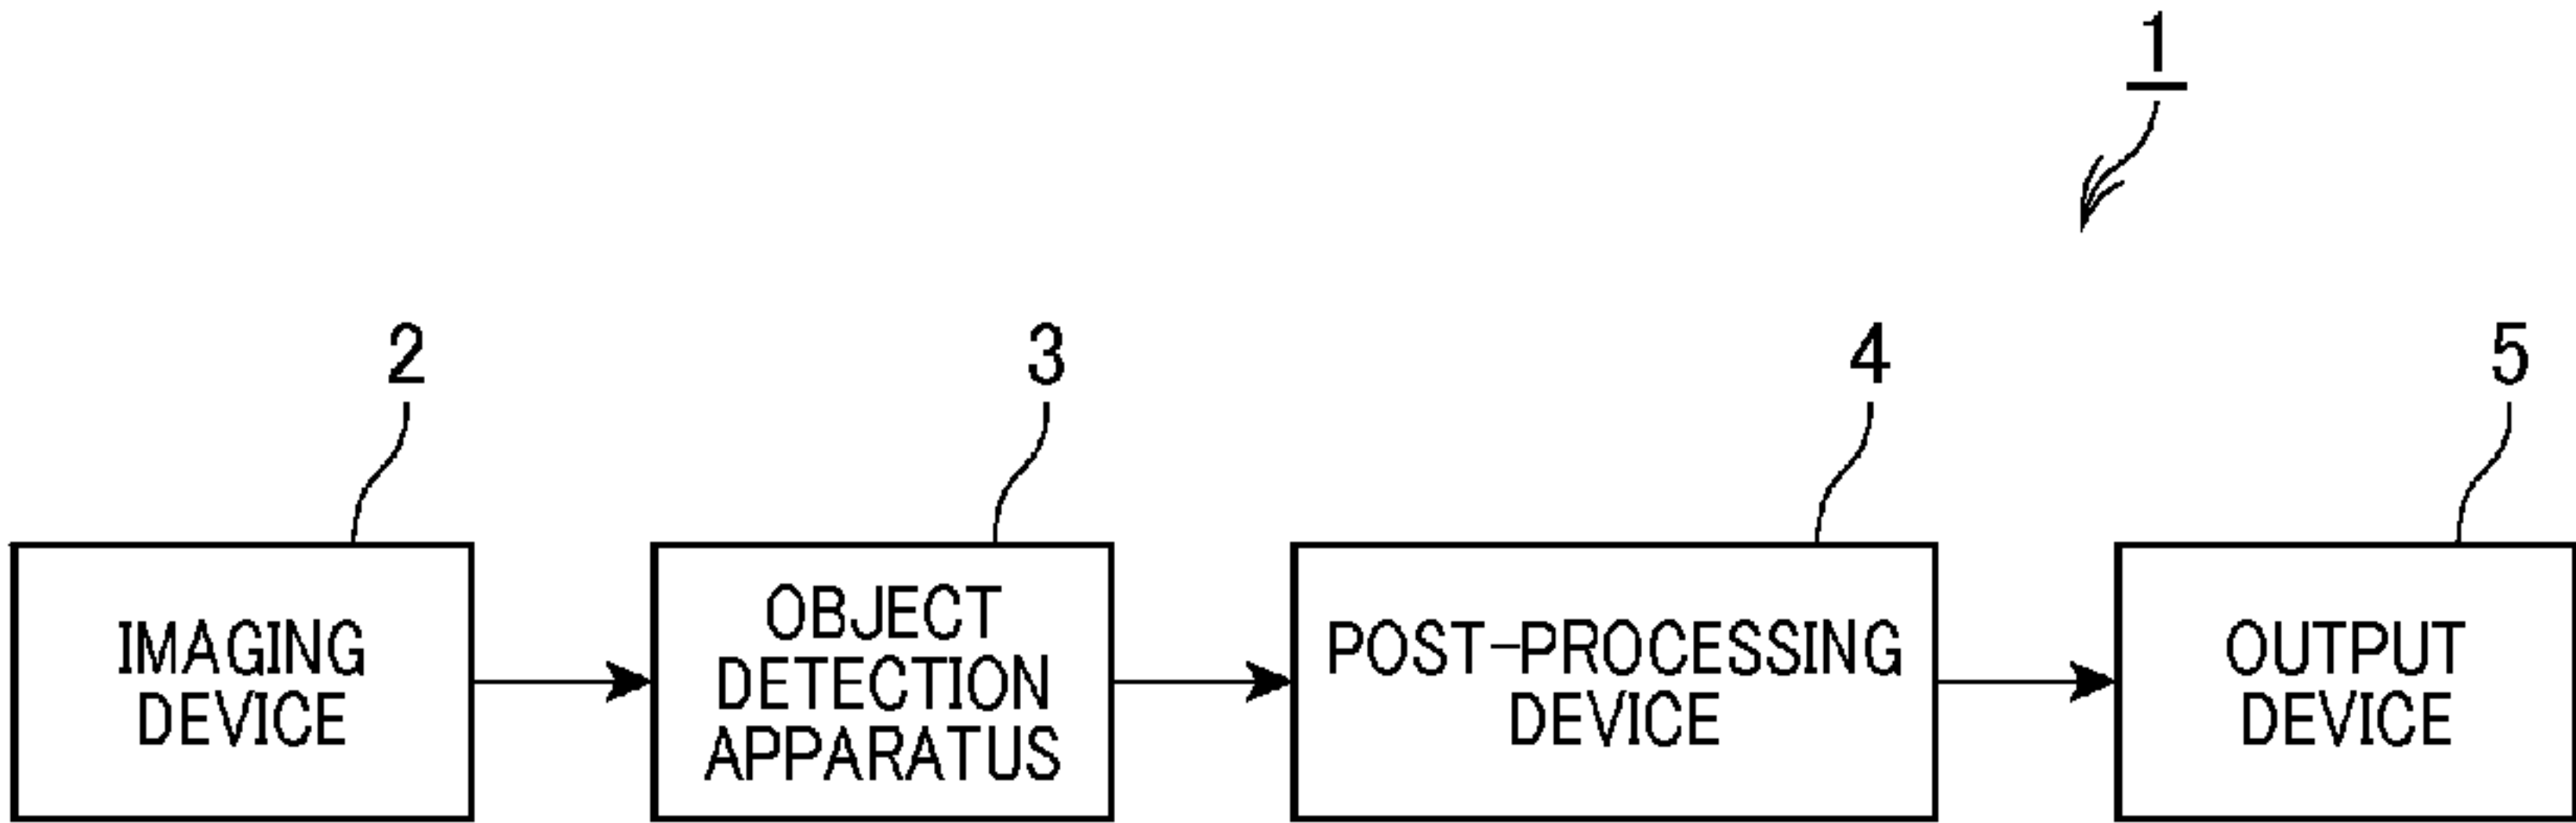 1
2
3
4
5
IMAGING
DEVICE
OBJECT
DETECTION
APPARATUS
POST-PROCESSING
DEVICE
OUTPUT
DEVICE